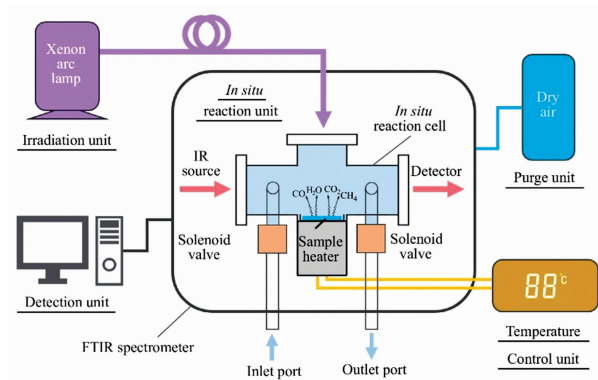 Xenon
arc
lamp
Irradiation unit
In situ
reaction unit
In situ
reaction cell
Dry
air
Purge unit
IR
source
Detector
CO H₂O CO₂ CH₄
Solenoid
valve
Sample
heater
Solenoid
valve
Detection unit
88 °C
Temperature
Control unit
FTIR spectrometer
Inlet port
Outlet port